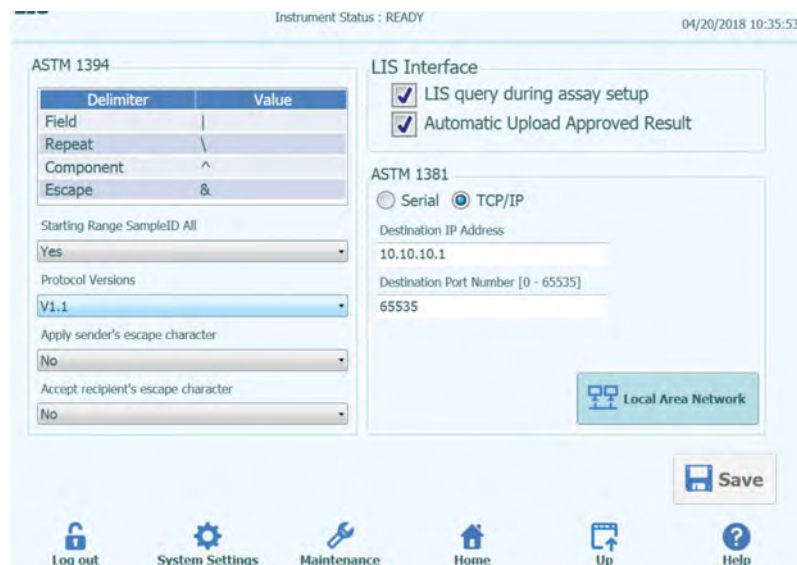 LIS
Instrument Status : READY
04/20/2018 10:35:53
ASTM 1394
Delimiter Value
Field |
Repeat \
Component ^
Escape &
Starting Range SampleID All
Yes
Protocol Versions
V1.1
Apply sender's escape character
No
Accept recipient's escape character
No
LIS Interface
LIS query during assay setup
Automatic Upload Approved Result
ASTM 1381
Serial TCP/IP
Destination IP Address
10.10.10.1
Destination Port Number [0 - 65535]
65535
Local Area Network
Save
Log out System Settings Maintenance Home Up Help